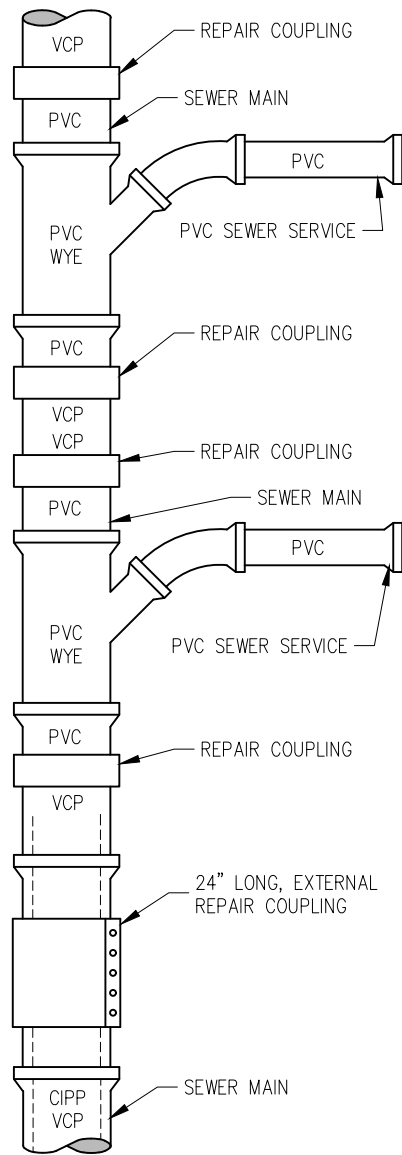 VCP
REPAIR COUPLING
PVC
SEWER MAIN
PVC
PVC SEWER SERVICE
PVC
WYE
PVC
REPAIR COUPLING
VCP
VCP
REPAIR COUPLING
PVC
SEWER MAIN
PVC
PVC
WYE
PVC SEWER SERVICE
PVC
REPAIR COUPLING
VCP
24" LONG, EXTERNAL
REPAIR COUPLING
SEWER MAIN
CIPP
VCP